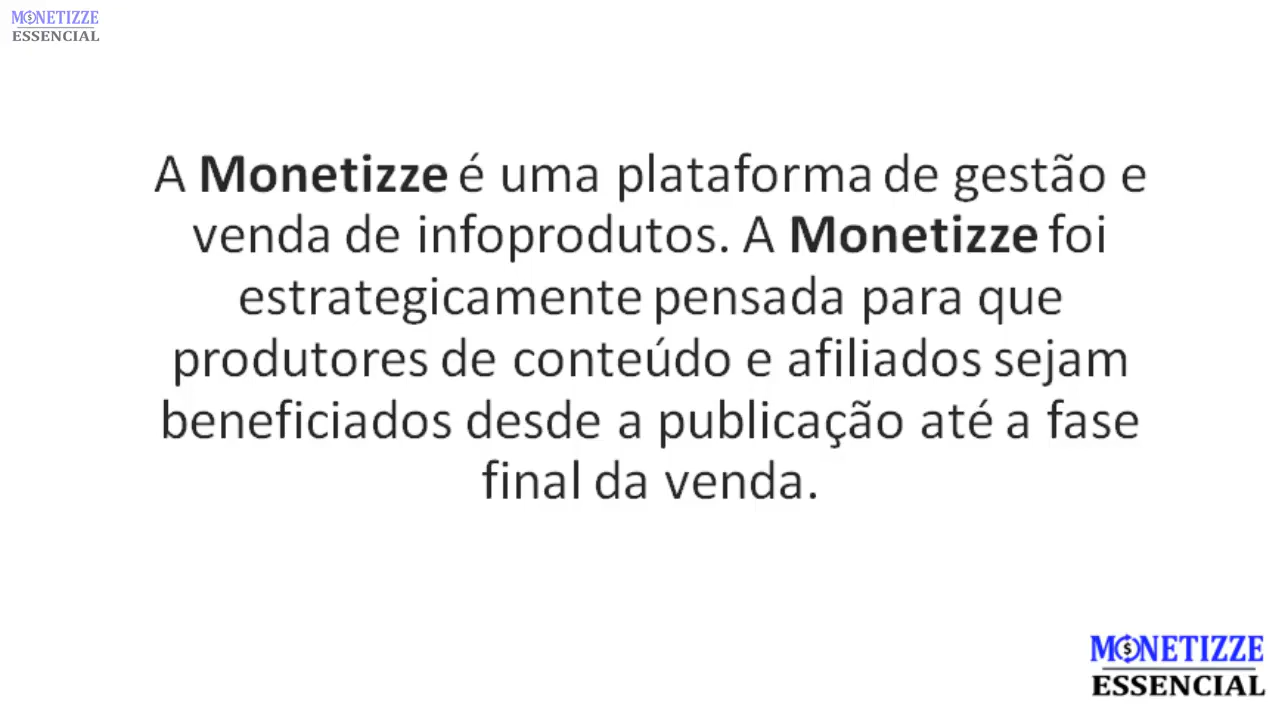 MONETIZZE
ESSENCIAL
A Monetizze é uma plataforma de gestão e
venda de infoprodutos. A Monetizze foi
estrategicamente pensada para que
produtores de conteúdo e afiliados sejam
beneficiados desde a publicação até a fase
final da venda.
MONETIZZE
ESSENCIAL